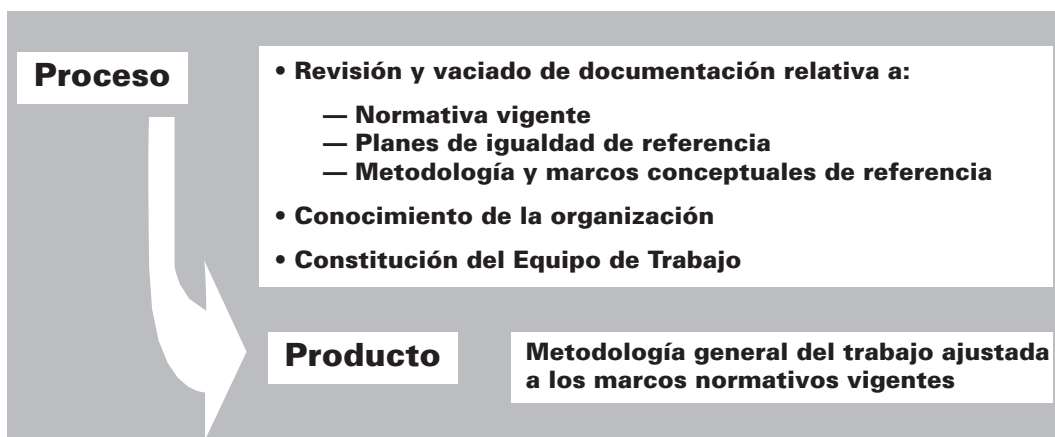 Proceso
• Revisión y vaciado de documentación relativa a:
— Normativa vigente
— Planes de igualdad de referencia
— Metodología y marcos conceptuales de referencia
• Conocimiento de la organización
• Constitución del Equipo de Trabajo
Producto
Metodología general del trabajo ajustada
a los marcos normativos vigentes